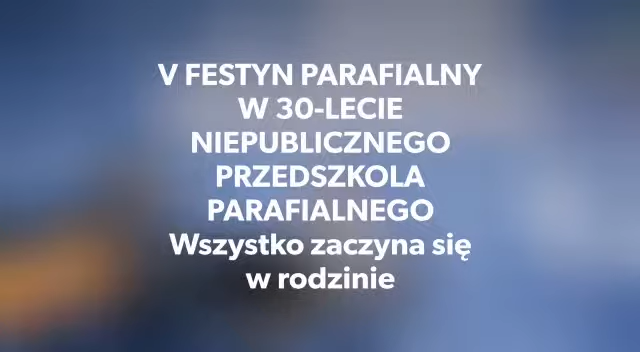 V FESTYN PARAFIALNY
W 30-LECIE
NIEPUBLICZNEGO
PRZEDSZKOLA
PARAFIALNEGO
Wszystko zaczyna się
w rodzinie